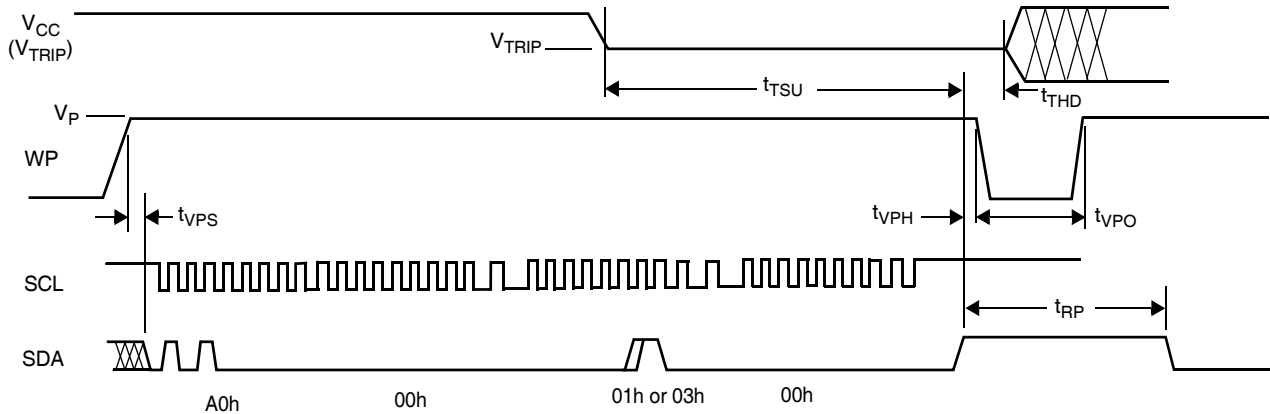 VCC
(VTRIP)
VTRIP
tTSU
tTHD
VP
WP
tVPS
tVPH
tVPO
SCL
tRP
SDA
A0h
00h
01h or 03h
00h